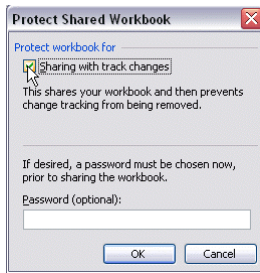 Protect Shared Workbook
Protect workbook for
Sharing with track changes
This shares your workbook and then prevents
change tracking from being removed.
If desired, a password must be chosen now,
prior to sharing the workbook.
Password (optional):
OK
Cancel